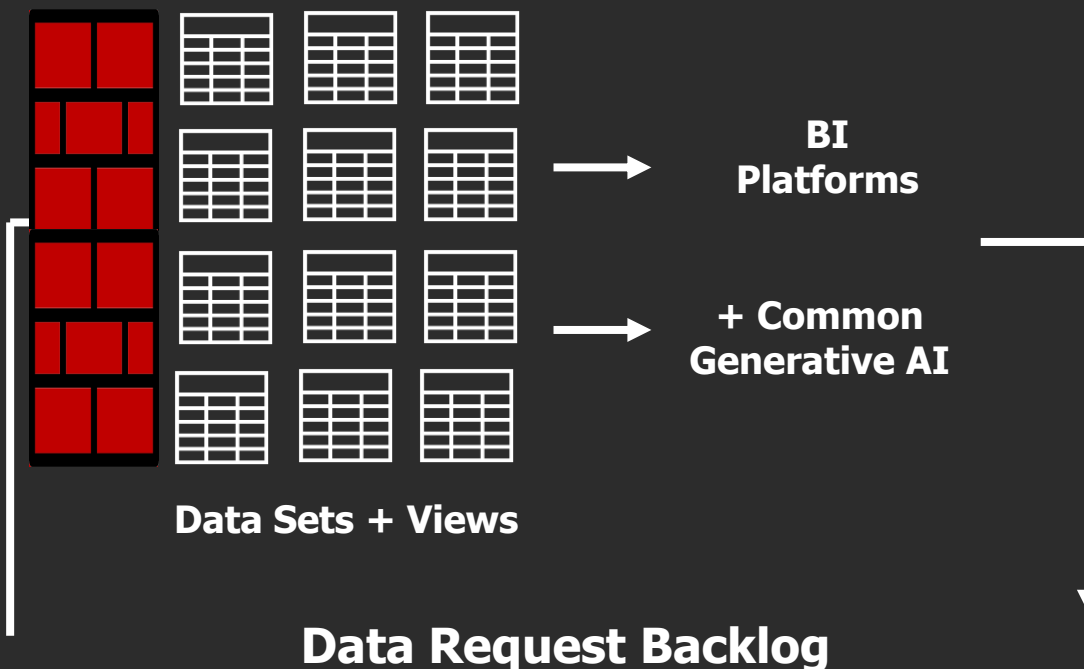 BI
Platforms
+ Common
Generative AI
Data Sets + Views
Data Request Backlog